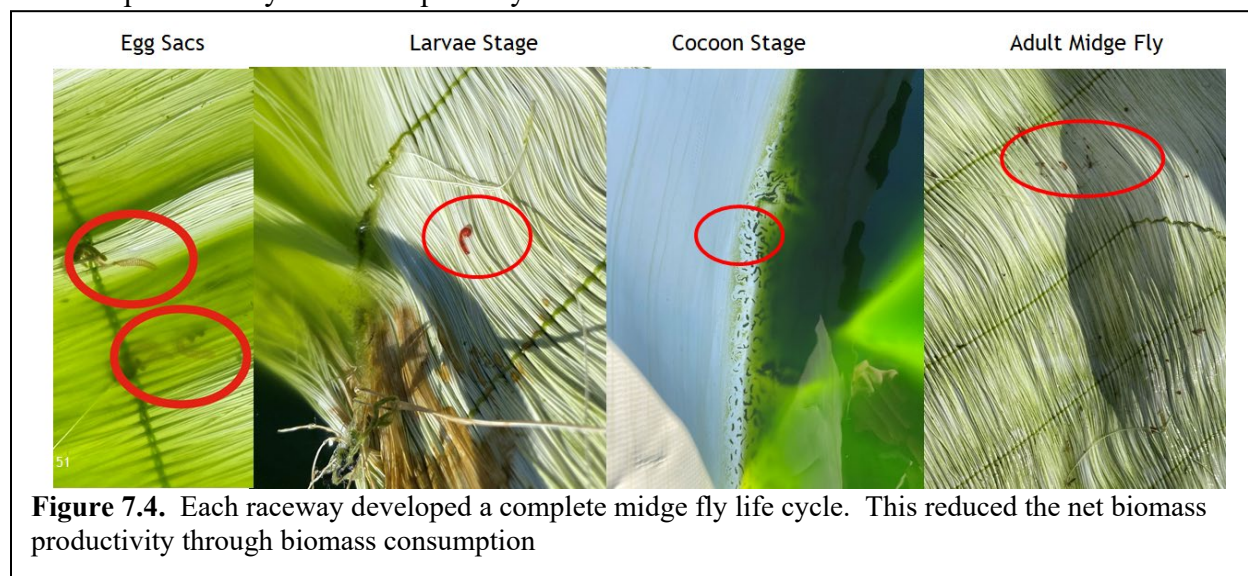 Egg Sacs
Larvae Stage
Cocoon Stage
Adult Midge Fly
51
Figure 7.4.  Each raceway developed a complete midge fly life cycle.  This reduced the net biomass
productivity through biomass consumption